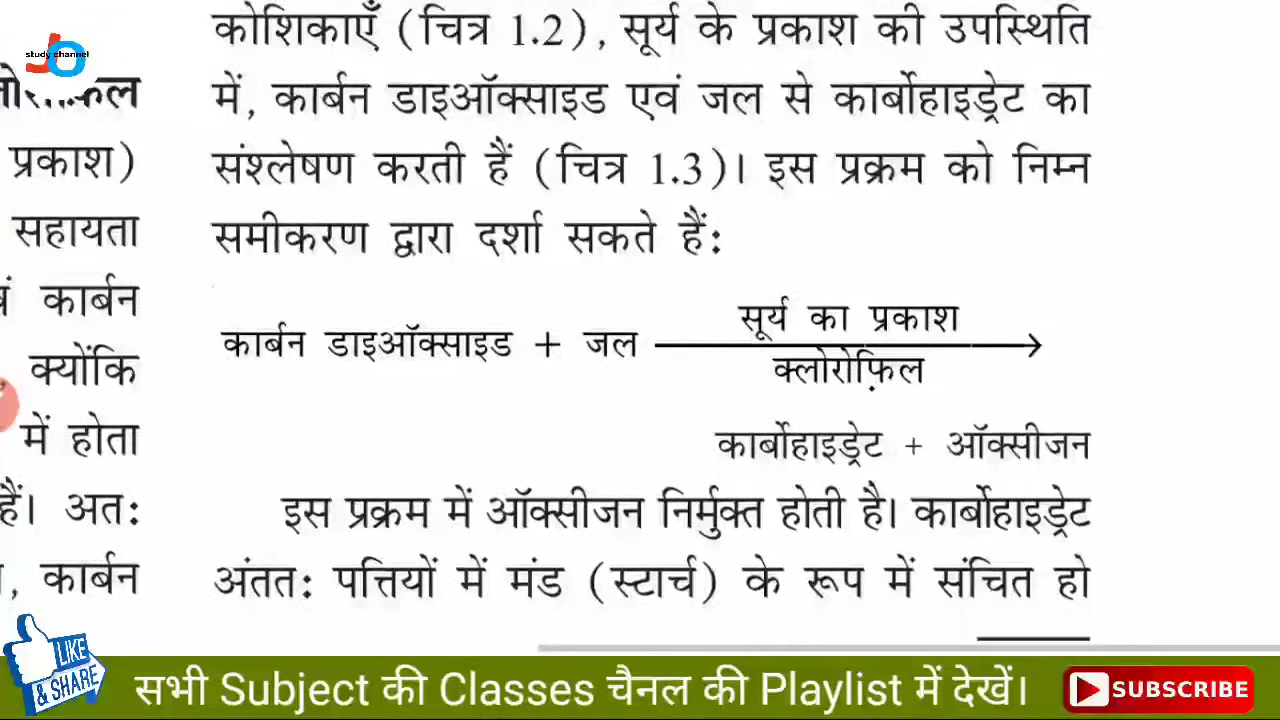 study channel
प्रकाश)
सहायता
कार्बन
क्योंकि
में होता
हैं। अतः
, कार्बन
कोशिकाएँ (चित्र 1.2), सूर्य के प्रकाश की उपस्थिति
में, कार्बन डाइऑक्साइड एवं जल से कार्बोहाइड्रेट का
संश्लेषण करती हैं (चित्र 1.3)। इस प्रक्रम को निम्न
समीकरण द्वारा दर्शा सकते हैं:
सूर्य का प्रकाश
कार्बन डाइऑक्साइड + जल
क्लोरोफ़िल
कार्बोहाइड्रेट + ऑक्सीजन
इस प्रक्रम में ऑक्सीजन निर्मुक्त होती है। कार्बोहाइड्रेट
अंततः पत्तियों में मंड (स्टार्च) के रूप में संचित हो
LIKE
& SHARE
सभी Subject की Classes चैनल की Playlist में देखें।
SUBSCRIBE